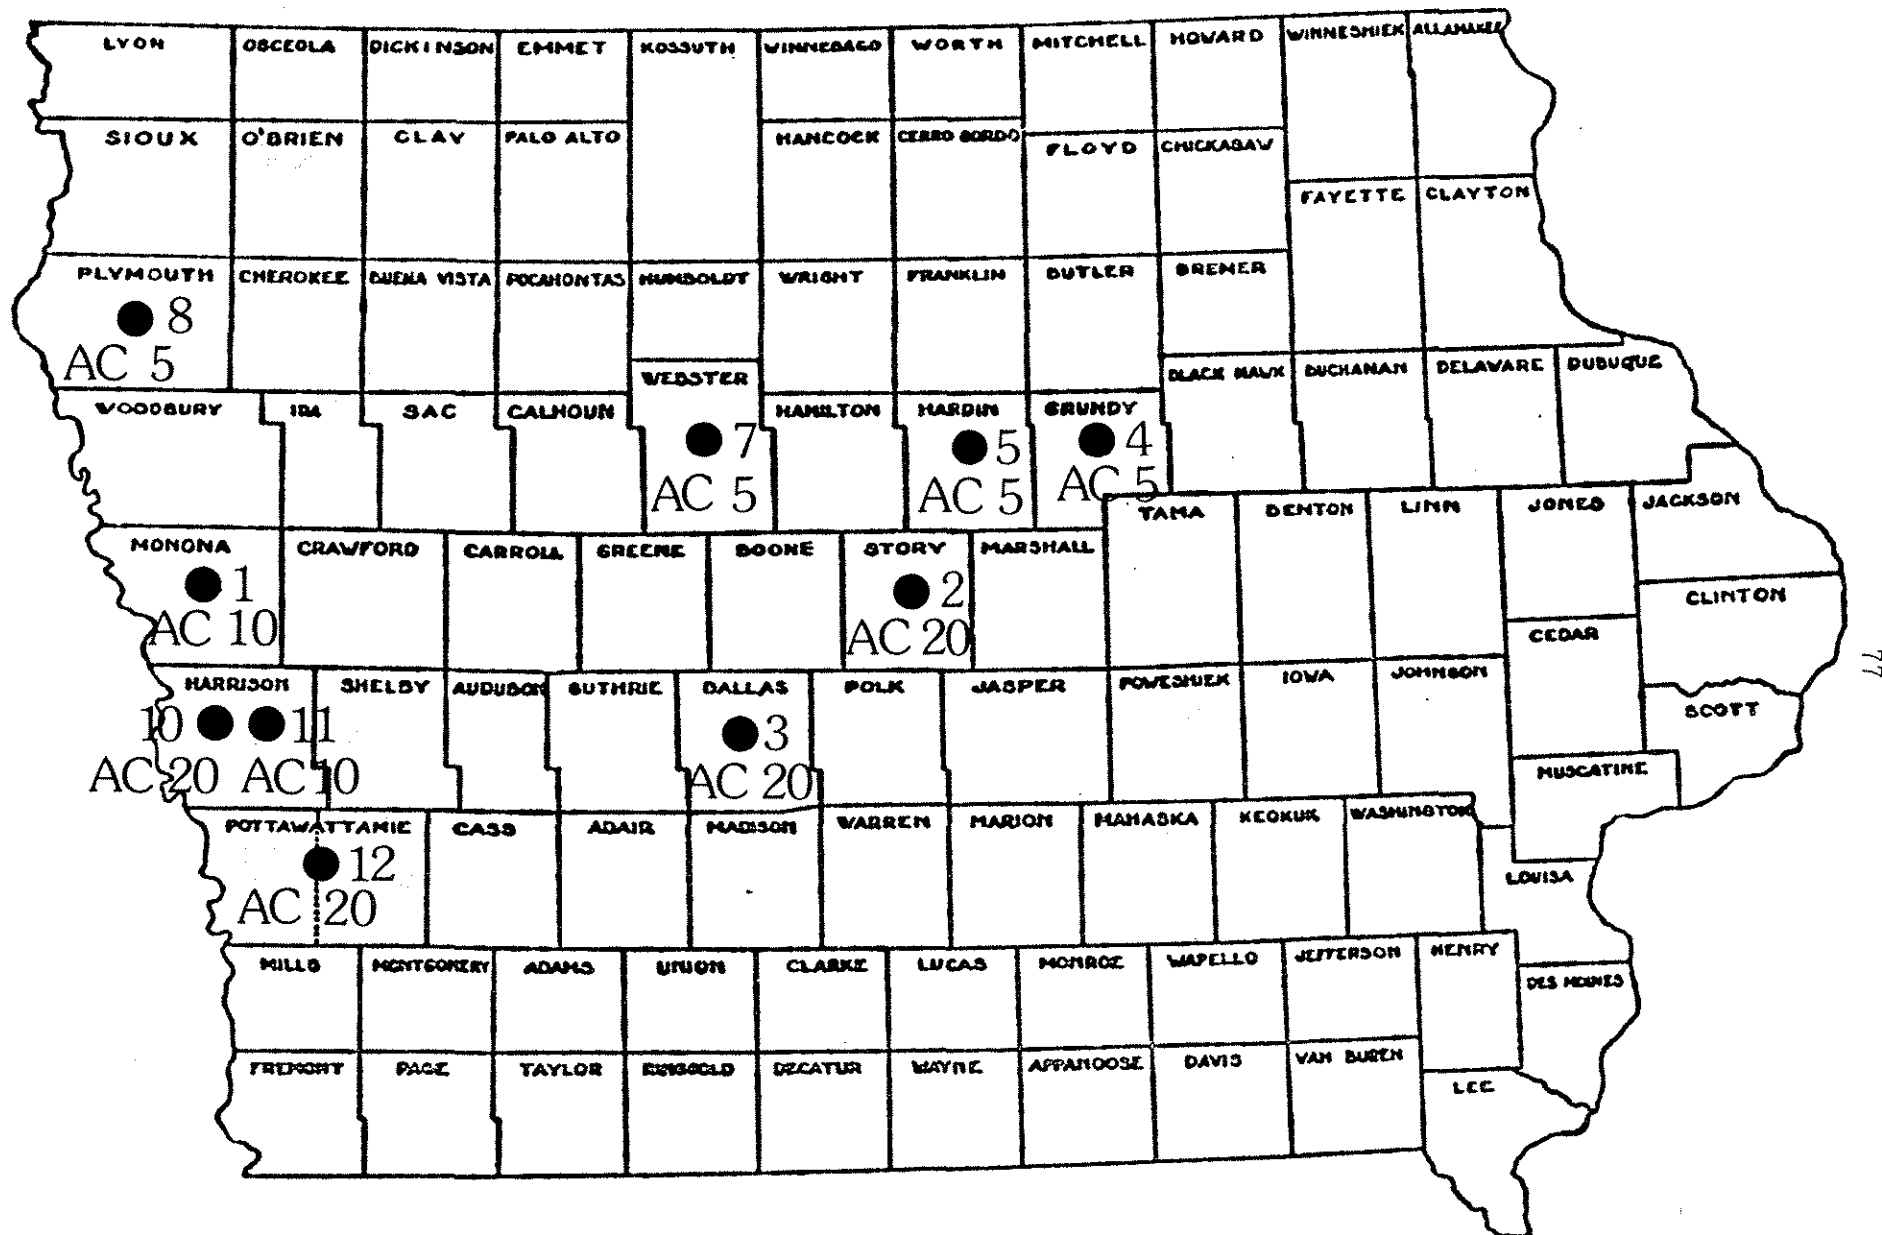 LYON OSCEOLA DICKINSON EMMET KOSSUTH WINNEBAGO WORTH MITCHELL HOWARD WINNESHIEK ALLAMAKEE
SIOUX O'BRIEN CLAY PALO ALTO HANCOCK CERRO GORDO FLOYD CHICKASAW
FAYETTE CLAYTON
PLYMOUTH CHEROKEE BUENA VISTA POCAHONTAS HUMBOLDT WRIGHT FRANKLIN BUTLER BREMER
8
AC 5
WEBSTER BLACK HAWK BUCHANAN DELAWARE DUBUQUE
WOODBURY IDA SAC CALHOUN HAMILTON HARDIN GRUNDY
7 5 4
AC 5 AC 5 AC 5
TAMA BENTON LINN JONES JACKSON
MONONA CRAWFORD CARROLL GREENE BOONE STORY MARSHALL
1 2
CLINTON
AC 10 AC 20
CEDAR
77
HARRISON SHELBY AUDUBON GUTHRIE DALLAS POLK JASPER POWESHIEK IOWA JOHNSON
SCOTT
10 11 3
AC 20 AC 10 AC 20
MUSCATINE
POTTAWATTAMIE CASS ADAIR MADISON WARREN MARION MAHASKA KEOKUK WASHINGTON
12
LOUISA
AC 20
MILLS MONTGOMERY ADAMS UNION CLARKE LUCAS MONROE WAPELLO JEFFERSON HENRY
DES MOINES
FREMONT PAGE TAYLOR RINGGOLD DECATUR WAYNE APPANOOSE DAVIS VAN BUREN
LEE